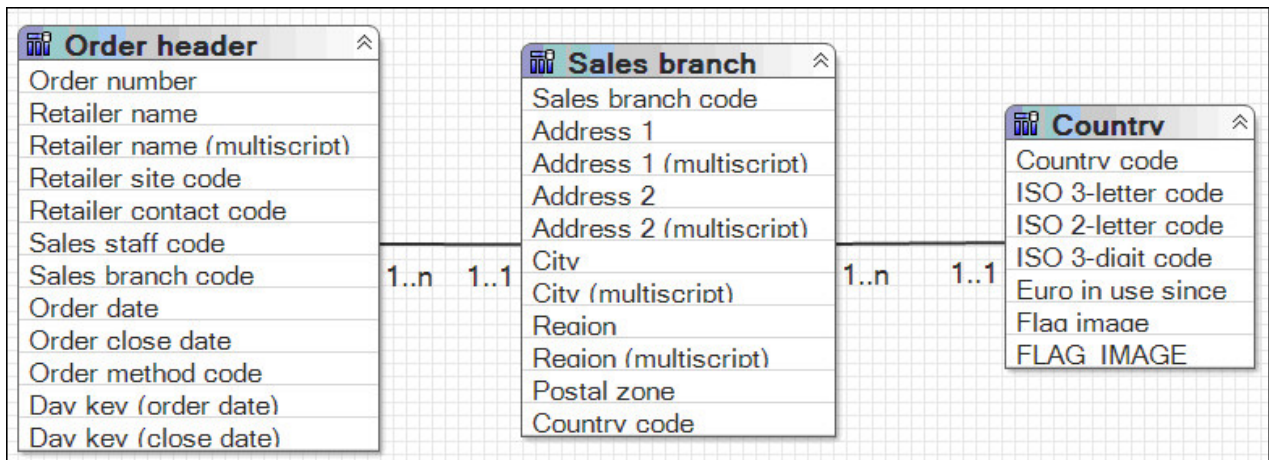 Order header
Order number
Retailer name
Retailer name (multiscript)
Retailer site code
Retailer contact code
Sales staff code
Sales branch code
Order date
Order close date
Order method code
Day key (order date)
Day key (close date)
1..n 1..1
Sales branch
Sales branch code
Address 1
Address 1 (multiscript)
Address 2
Address 2 (multiscript)
City
City (multiscript)
Region
Region (multiscript)
Postal zone
Country code
1..n 1..1
Country
Country code
ISO 3-letter code
ISO 2-letter code
ISO 3-digit code
Euro in use since
Flag image
FLAG_IMAGE